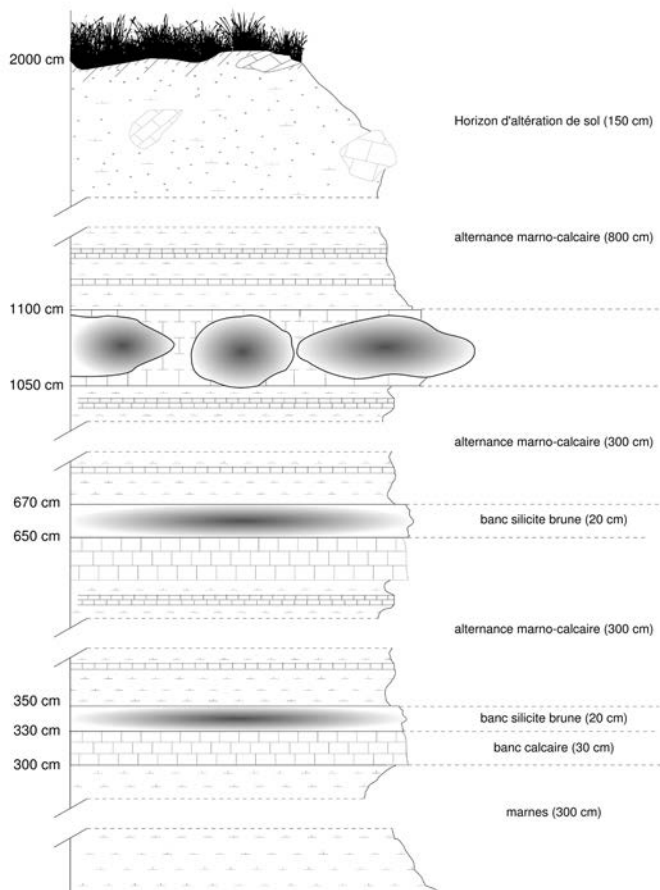 2000 cm
Horizon d'altération de sol (150 cm)
alternance marno-calcaire (800 cm)
1100 cm
1050 cm
alternance marno-calcaire (300 cm)
670 cm
banc silicite brune (20 cm)
650 cm
alternance marno-calcaire (300 cm)
350 cm
banc silicite brune (20 cm)
330 cm
banc calcaire (30 cm)
300 cm
marnes (300 cm)